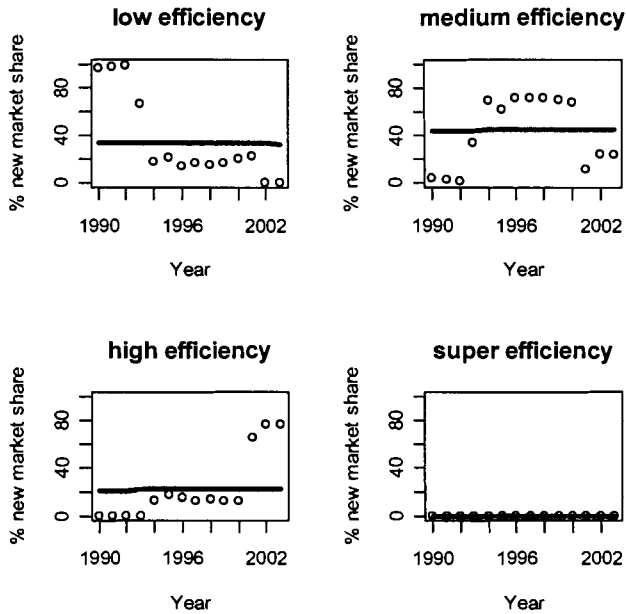 low efficiency
% new market share
0 40 80
1990 1996 2002
Year
medium efficiency
% new market share
0 40 80
1990 1996 2002
Year
high efficiency
% new market share
0 40 80
1990 1996 2002
Year
super efficiency
% new market share
0 40 80
1990 1996 2002
Year